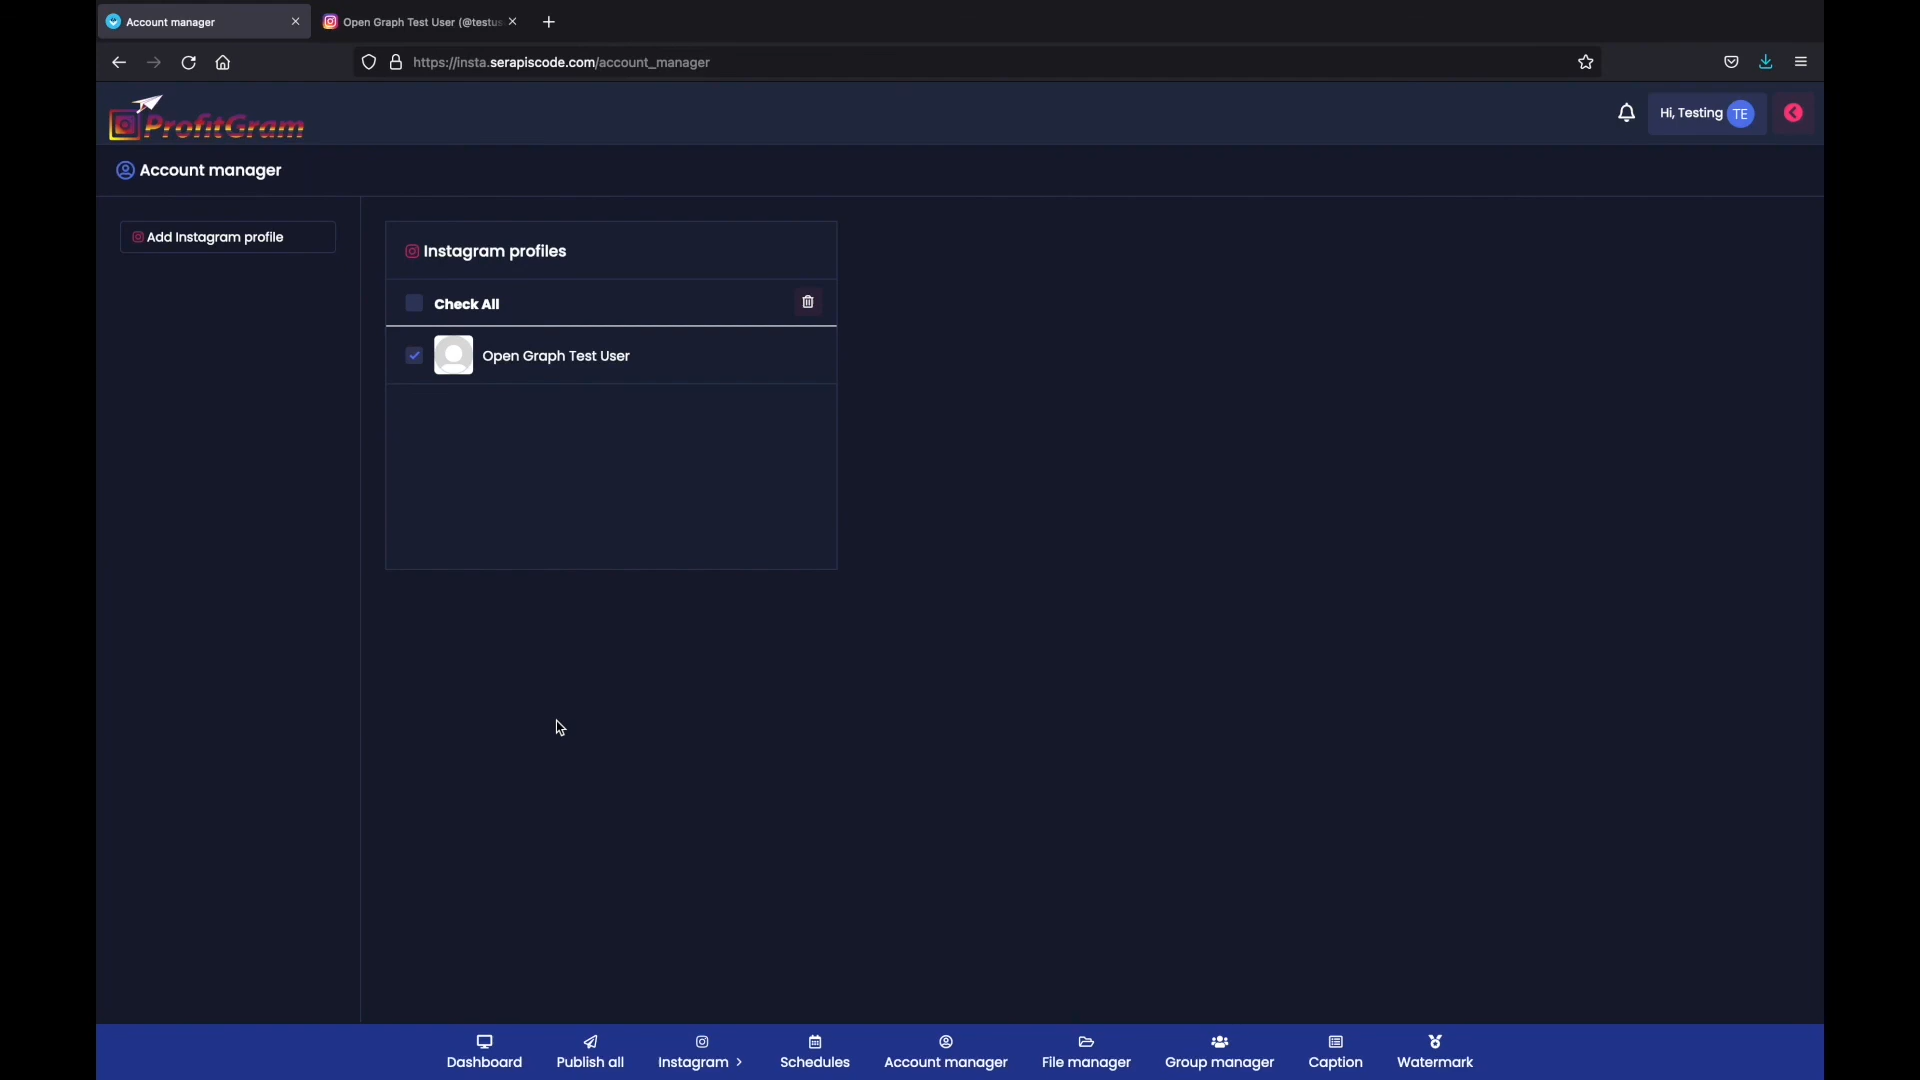 Account manager
Open Graph Test User (@testus
https://insta.serapiscode.com/account_manager
ProfitGram
Hi, Testing TE
Account manager
Add Instagram profile
Instagram profiles
Check All
Open Graph Test User
Dashboard
Publish all
Instagram
Schedules
Account manager
File manager
Group manager
Caption
Watermark